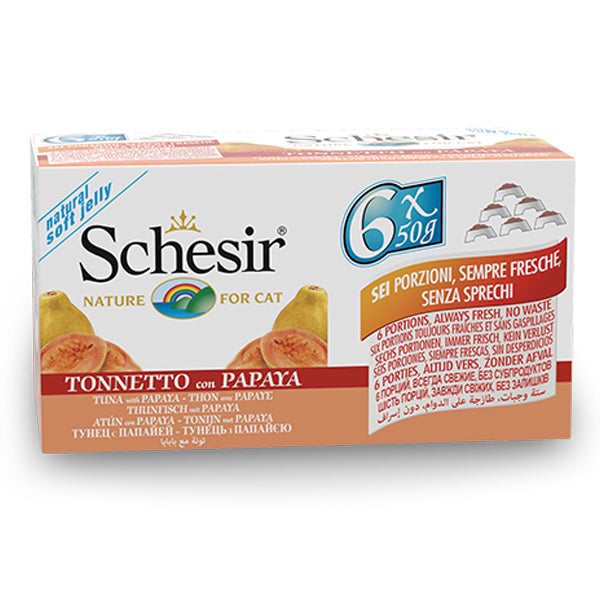 Schesir
natural
soft jelly
Schesir®
NATURE FOR CAT
6 x
50g
SEI PORZIONI, SEMPRE FRESCHE,
SENZA SPRECHI
6 PORTIONS, ALWAYS FRESH, NO WASTE
SIX PORTIONS TOUJOURS FRAÎCHES ET SANS GASPILLAGES
SECHS PORTIONEN, IMMER FRISCH, KEIN VERLUST
SEIS PORCIONES, SIEMPRE FRESCAS, SIN DESPERDICIOS
6 PORTIES, ALTIJD VERS, ZONDER AFVAL
6 ПОРЦИЙ, ВСЕГДА СВЕЖИЕ, БЕЗ СУБПРОДУКТОВ
ШІСТЬ ПОРЦІЙ, ЗАВЖДИ СВІЖИХ, БЕЗ ЗАЛИШКІВ
ستة وجبات، طازجة على الدوام، دون إسراف
TONNETTO con PAPAYA
TUNA with PAPAYA - THON avec PAPAYE
THUNFISCH mit PAPAYA
ATÚN con PAPAYA - TONIJN met PAPAYA
ТУНЕЦ с ПАПАЙЕЙ - ТУНЕЦЬ з ПАПАЙЄЮ
تونة مع بابايا